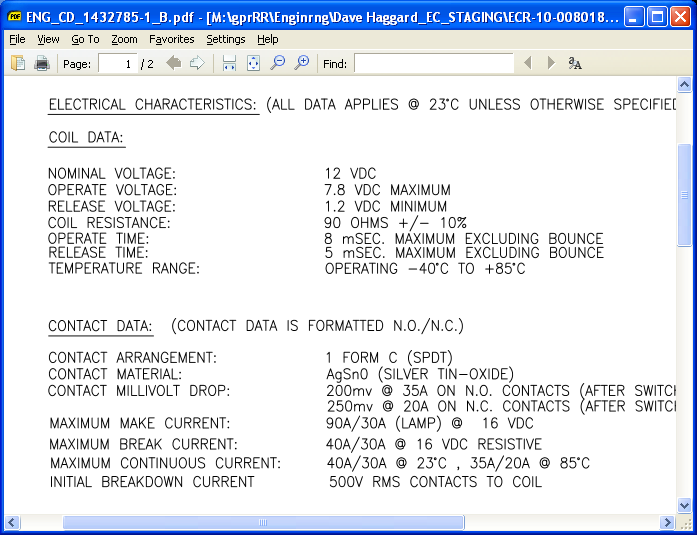 ENG_CD_1432785-1_B.pdf - [M:\gprRR\Enginrng\Dave Haggard_EC_STAGING\ECR-10-008018...
File View Go To Zoom Favorites Settings Help
Page: 1 / 2 Find:
ELECTRICAL CHARACTERISTICS: (ALL DATA APPLIES @ 23°C UNLESS OTHERWISE SPECIFIED
COIL DATA:
NOMINAL VOLTAGE: 12 VDC
OPERATE VOLTAGE: 7.8 VDC MAXIMUM
RELEASE VOLTAGE: 1.2 VDC MINIMUM
COIL RESISTANCE: 90 OHMS +/- 10%
OPERATE TIME: 8 mSEC. MAXIMUM EXCLUDING BOUNCE
RELEASE TIME: 5 mSEC. MAXIMUM EXCLUDING BOUNCE
TEMPERATURE RANGE: OPERATING -40°C TO +85°C
CONTACT DATA: (CONTACT DATA IS FORMATTED N.O./N.C.)
CONTACT ARRANGEMENT: 1 FORM C (SPDT)
CONTACT MATERIAL: AgSnO (SILVER TIN-OXIDE)
CONTACT MILLIVOLT DROP: 200mv @ 35A ON N.O. CONTACTS (AFTER SWITCH
250mv @ 20A ON N.C. CONTACTS (AFTER SWITCH
MAXIMUM MAKE CURRENT: 90A/30A (LAMP) @ 16 VDC
MAXIMUM BREAK CURRENT: 40A/30A @ 16 VDC RESISTIVE
MAXIMUM CONTINUOUS CURRENT: 40A/30A @ 23°C , 35A/20A @ 85°C
INITIAL BREAKDOWN CURRENT 500V RMS CONTACTS TO COIL